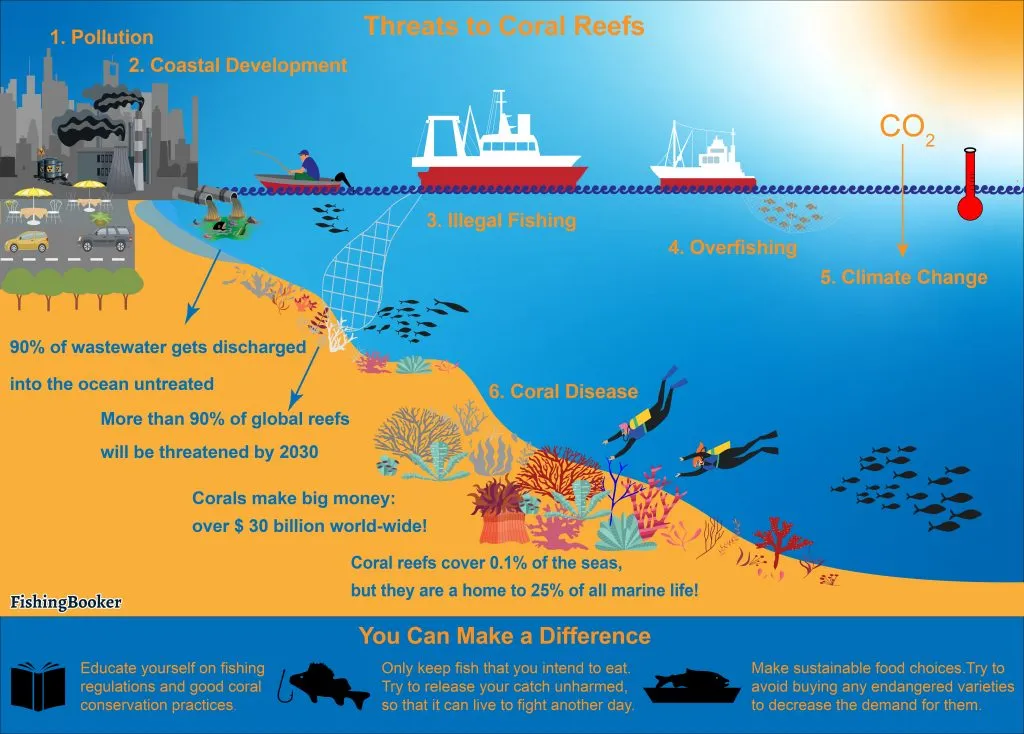 Threats to Coral Reefs
1. Pollution
2. Coastal Development
CO2
3. Illegal Fishing
4. Overfishing
5. Climate Change
90% of wastewater gets discharged
into the ocean untreated
6. Coral Disease
More than 90% of global reefs
will be threatened by 2030
Corals make big money:
over $ 30 billion world-wide!
Coral reefs cover 0.1% of the seas,
but they are a home to 25% of all marine life!
FishingBooker
You Can Make a Difference
Educate yourself on fishing
regulations and good coral
conservation practices.
Only keep fish that you intend to eat.
Try to release your catch unharmed,
so that it can live to fight another day.
Make sustainable food choices.Try to
avoid buying any endangered varieties
to decrease the demand for them.